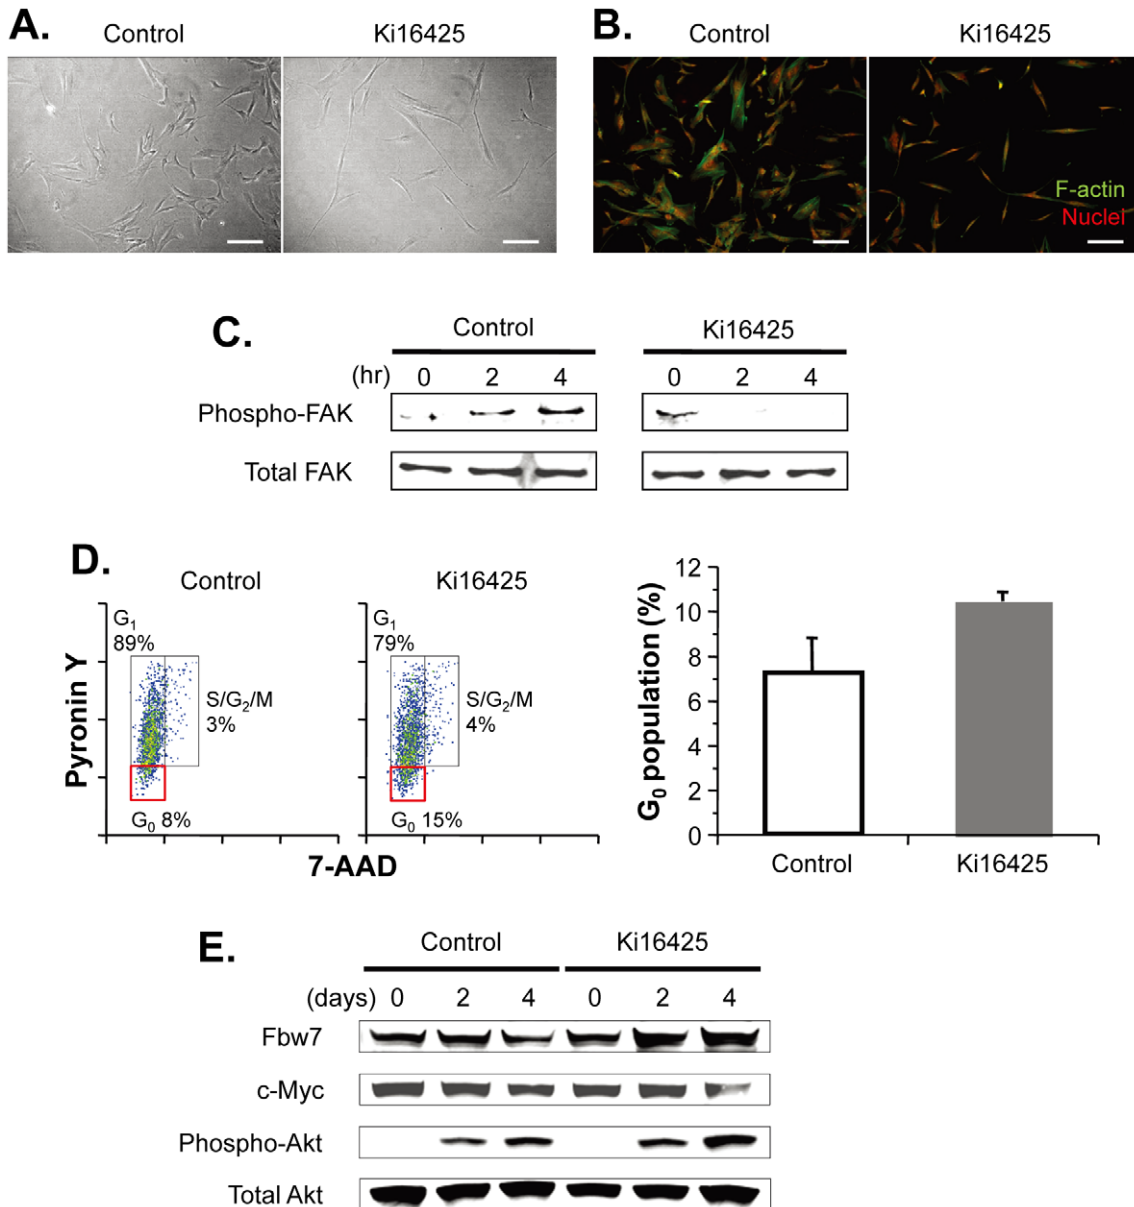 A.
Control
Ki16425
B.
Control
Ki16425
F-actin
Nuclel
C.
Control
Ki16425
(hr) 0 2 4 0 2 4
Phospho-FAK
Total FAK
D.
Control
Ki16425
G1
89%
S/G2/M
3%
G0 8%
G1
79%
S/G2/M
4%
G0 15%
Pyronin Y
7-AAD
G0 population (%)
12
10
8
6
4
2
0
Control
Ki16425
E.
Control
Ki16425
(days) 0 2 4 0 2 4
Fbw7
c-Myc
Phospho-Akt
Total Akt